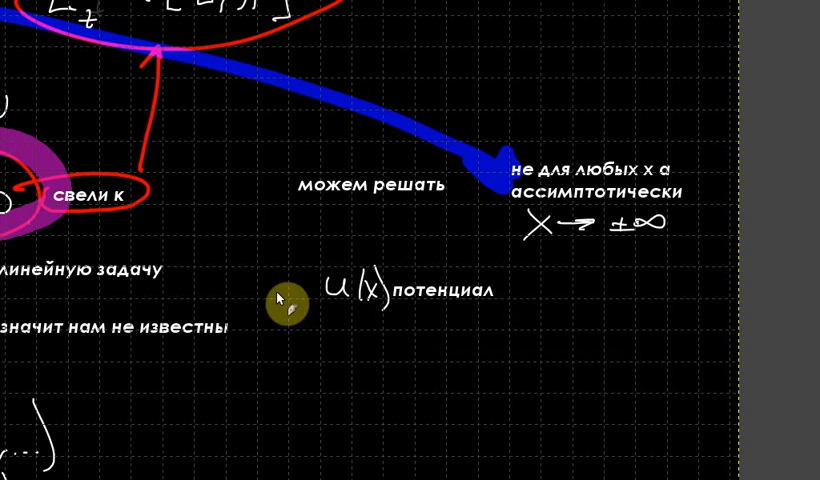 не для любых x а
ассимптотически
x → ±∞
можем решать
свели к
линейную задачу
u(x) потенциал
значит нам не известны
...)